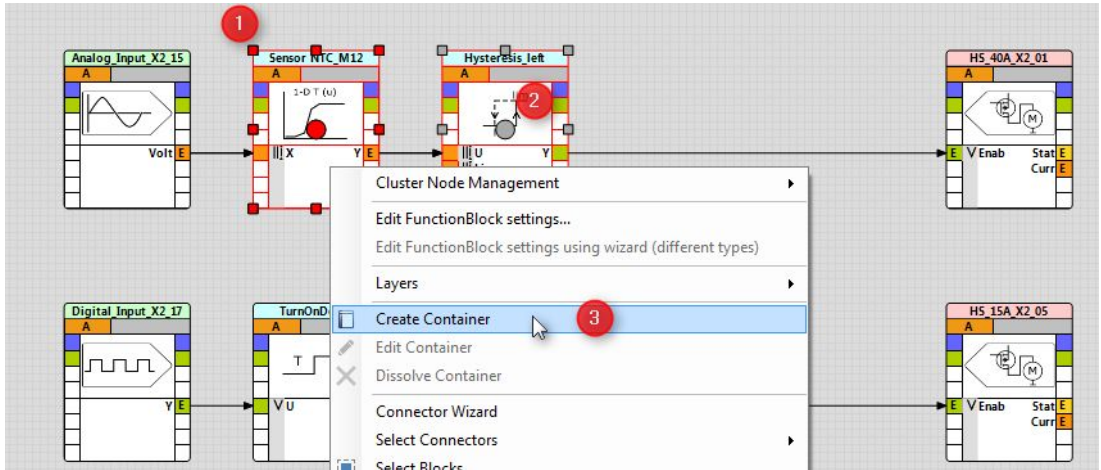 1
Analog_Input_X2_15
A
Volt E
Sensor NTC_M12
A
1-D T (u)
X Y E
Hysteresis_left
A
2
U Y
HS_40A_X2_01
M
E V Enab Stat E
Curr E
Cluster Node Management
Edit FunctionBlock settings...
Edit FunctionBlock settings using wizard (different types)
Layers
Create Container
3
Edit Container
Dissolve Container
Connector Wizard
Select Connectors
Select Blocks
Digital_Input_X2_17
A
Y E
A
T
V U
HS_15A_X2_05
A
M
E V Enab Stat E
Curr E